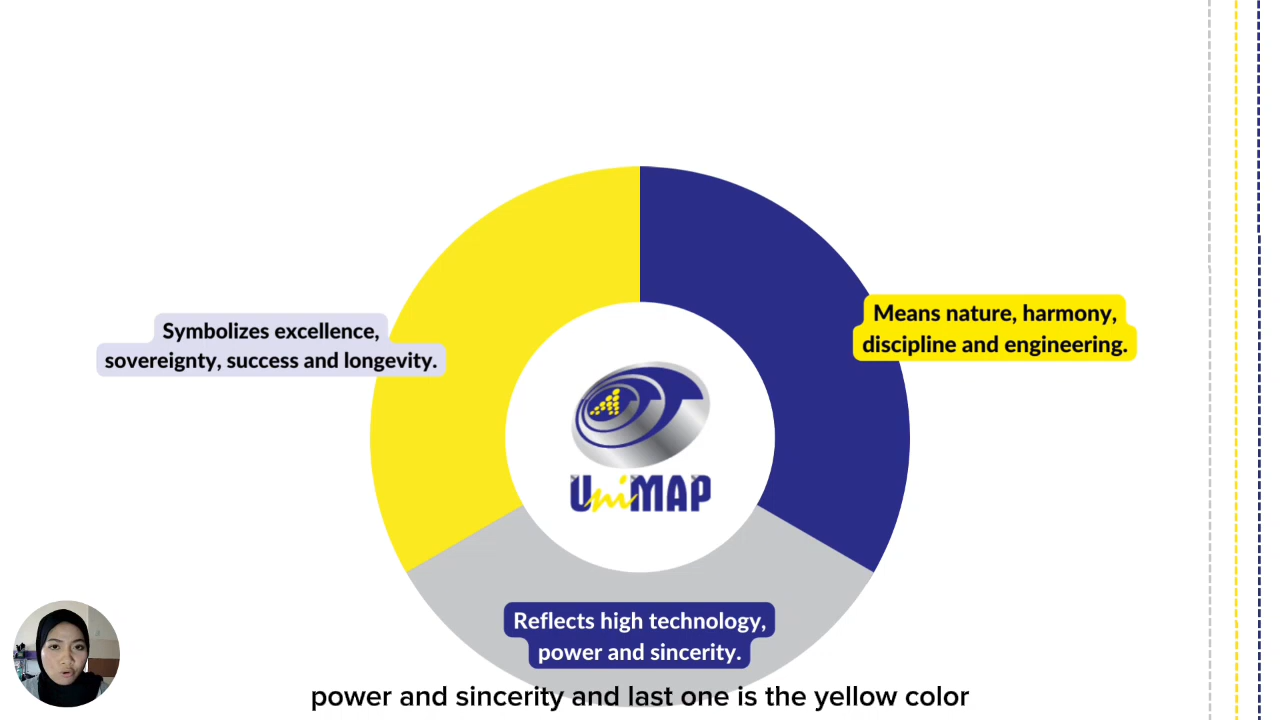 Symbolizes excellence,
sovereignty, success and longevity.
Means nature, harmony,
discipline and engineering.
UniMAP
Reflects high technology,
power and sincerity.
power and sincerity and last one is the yellow color